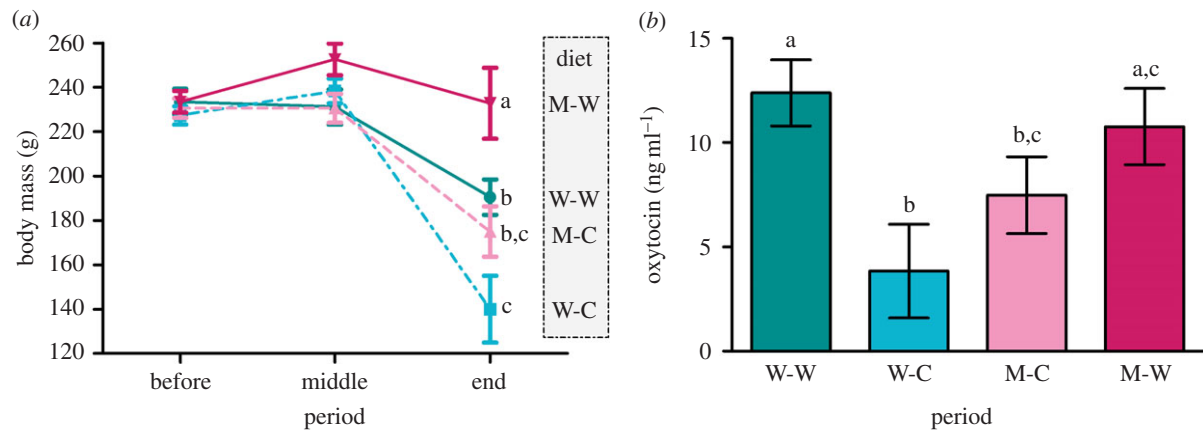 (a)
260
240
220
200
180
160
140
120
body mass (g)
before middle end
period
a
b
b,c
c
diet
M-W
W-W
M-C
W-C
(b)
15
10
5
0
oxytocin (ng ml⁻¹)
a
b
b,c
a,c
W-W W-C M-C M-W
period